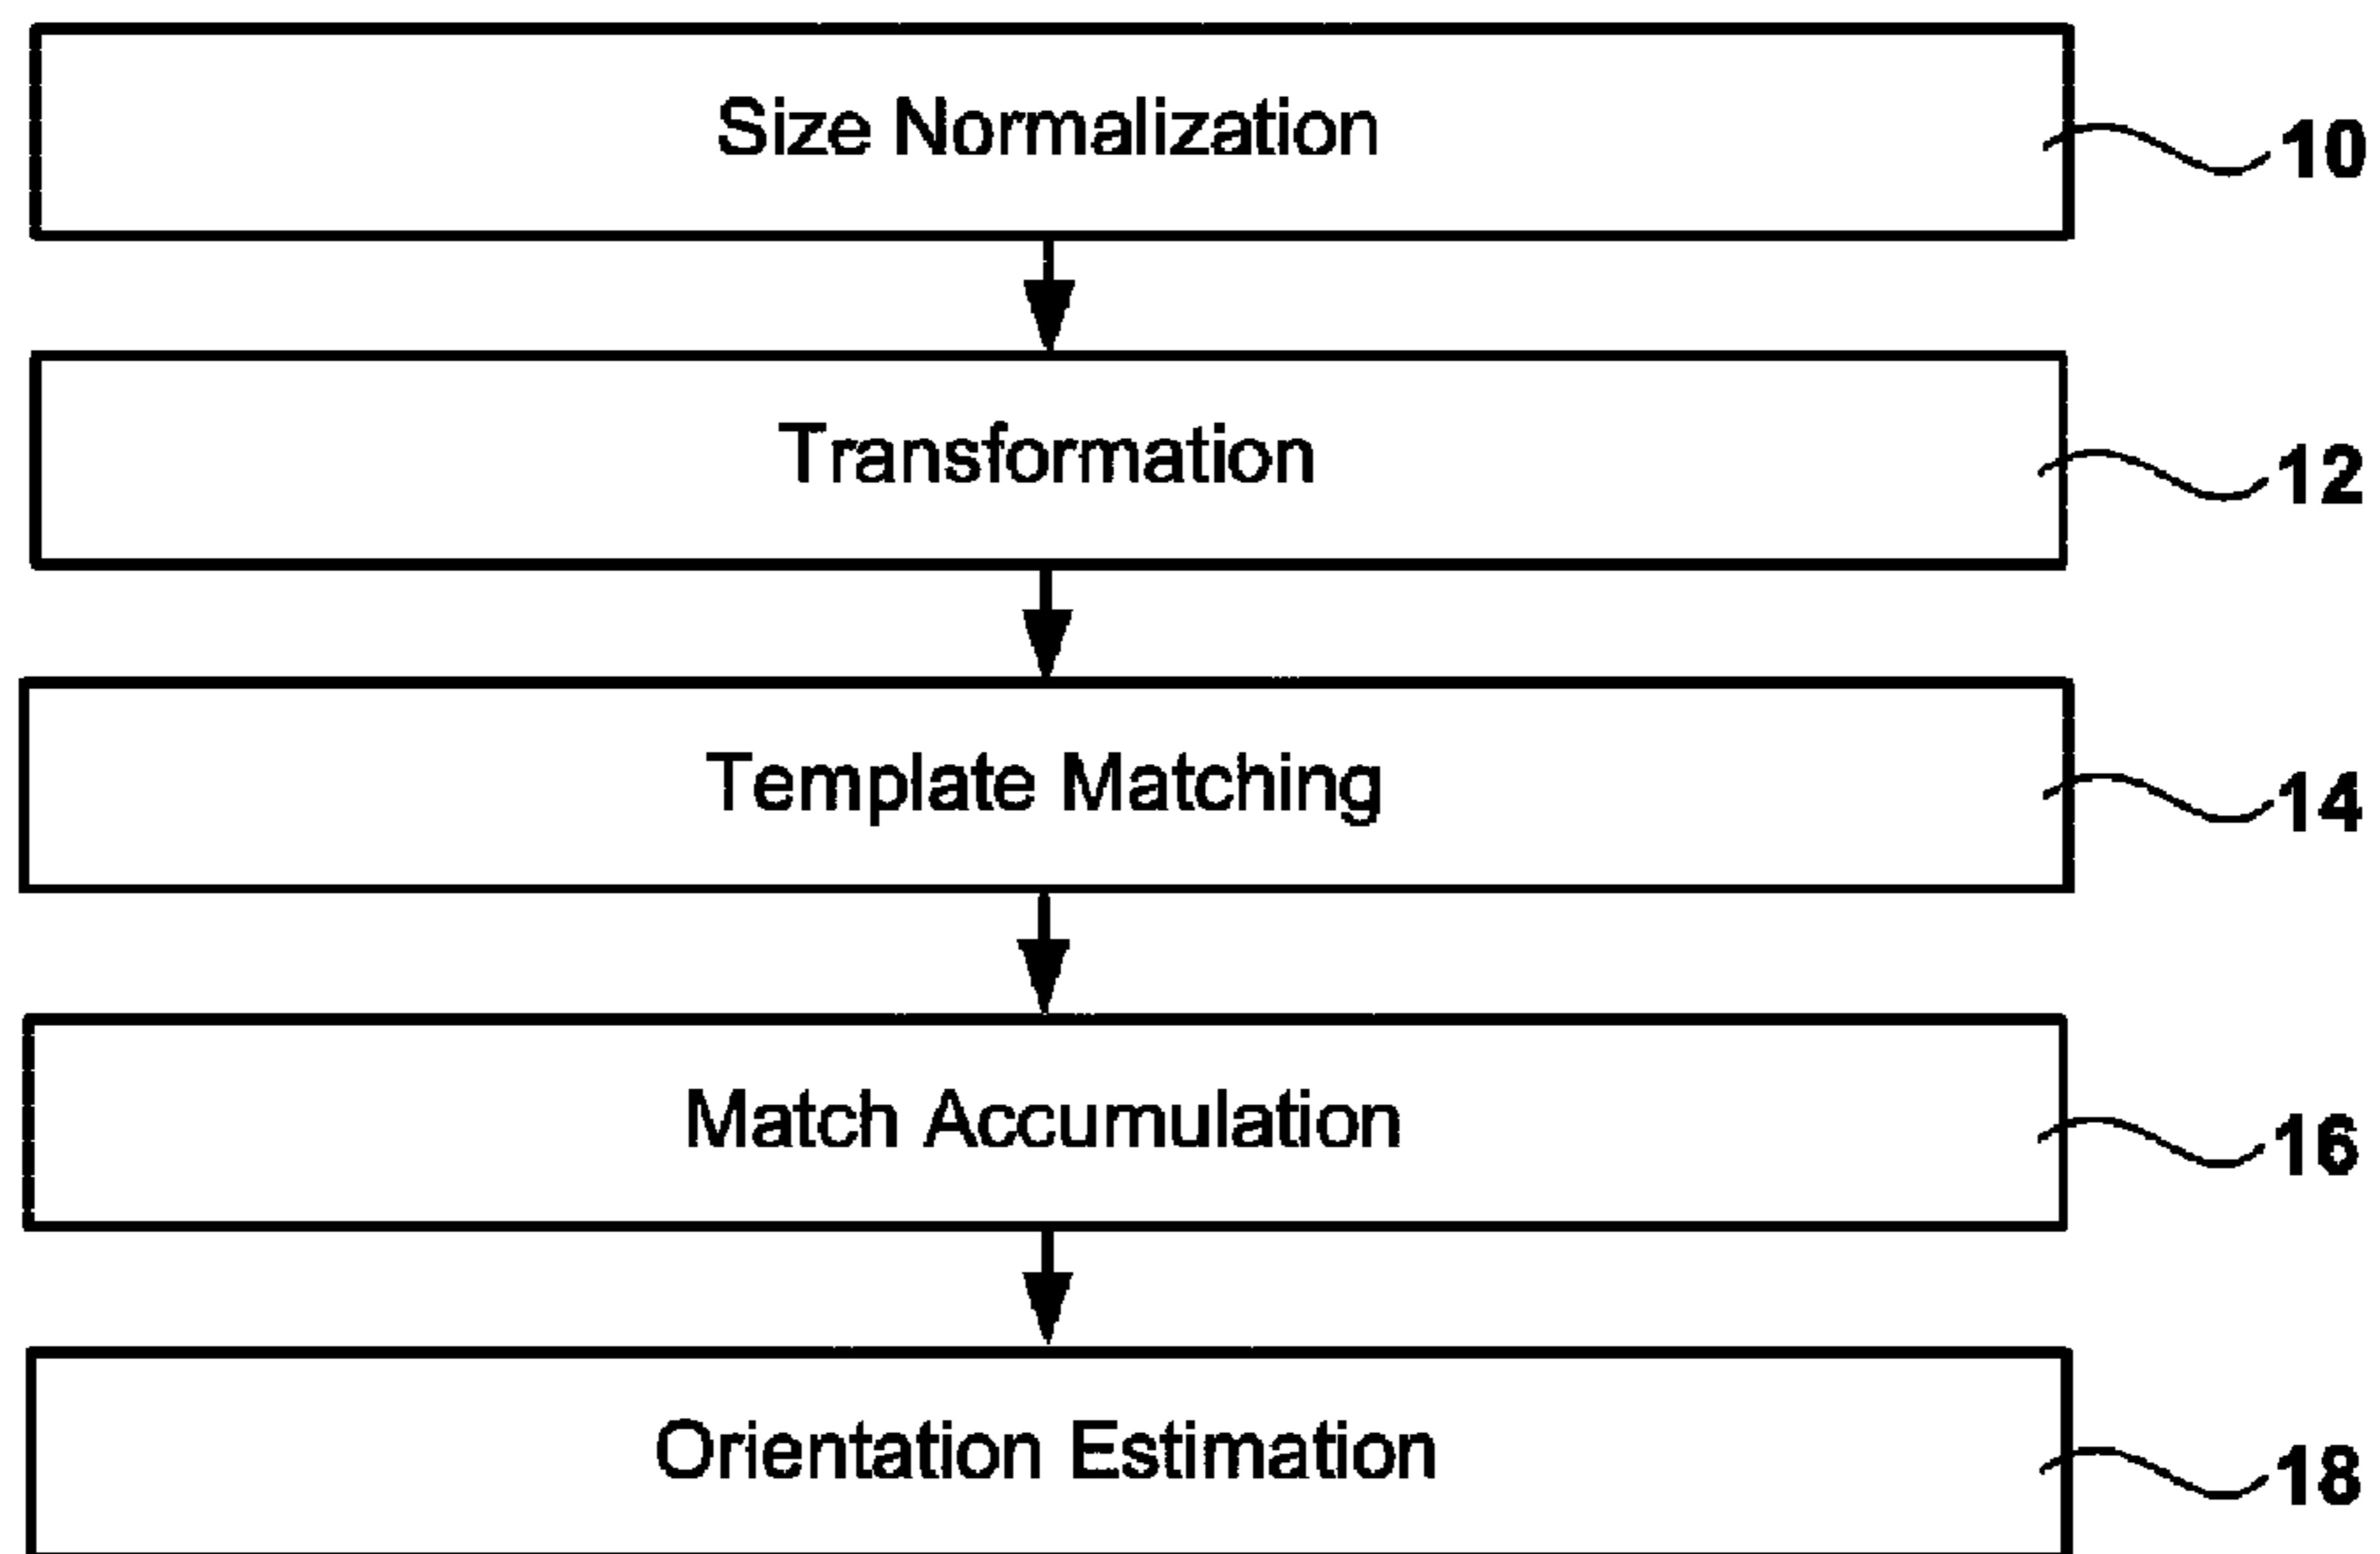 Size Normalization
10
Transformation
12
Template Matching
14
Match Accumulation
16
Orientation Estimation
18